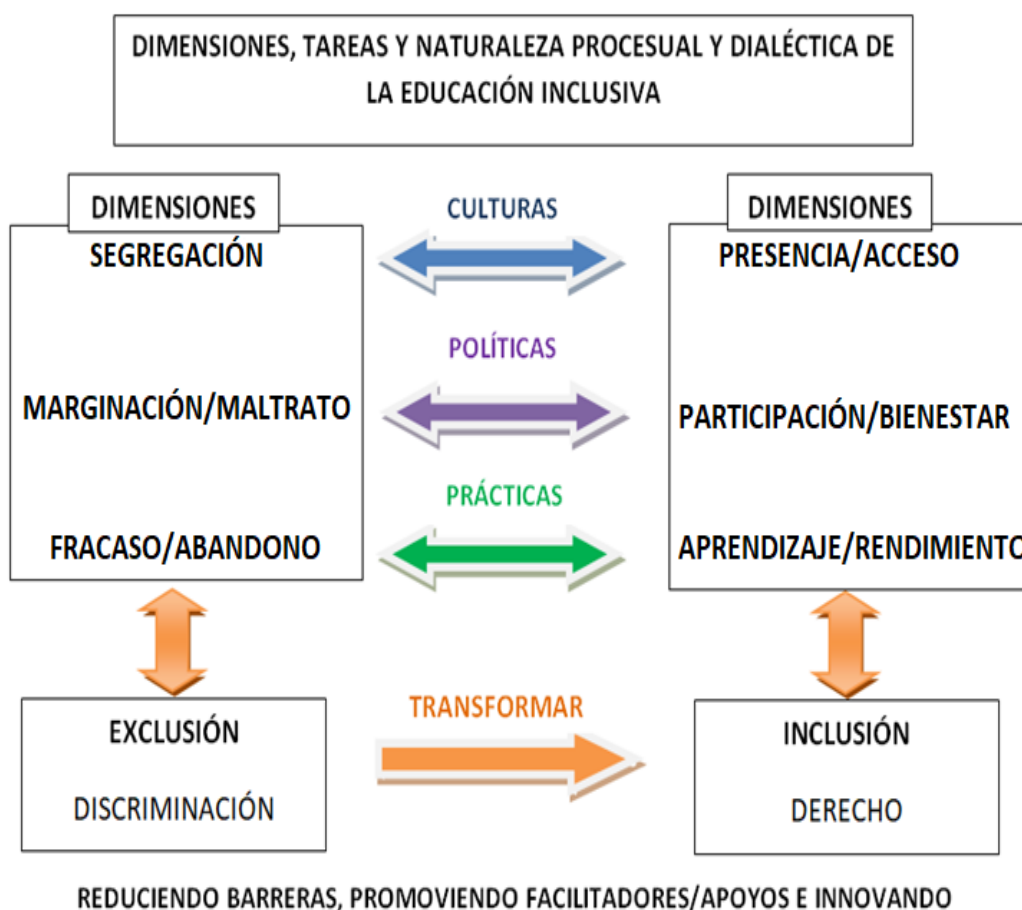 DIMENSIONES, TAREAS Y NATURALEZA PROCESUAL Y DIALÉCTICA DE
LA EDUCACIÓN INCLUSIVA
DIMENSIONES
SEGREGACIÓN
MARGINACIÓN/MALTRATO
FRACASO/ABANDONO
CULTURAS
POLÍTICAS
PRÁCTICAS
DIMENSIONES
PRESENCIA/ACCESO
PARTICIPACIÓN/BIENESTAR
APRENDIZAJE/RENDIMIENTO
EXCLUSIÓN
DISCRIMINACIÓN
TRANSFORMAR
INCLUSIÓN
DERECHO
REDUCIENDO BARRERAS, PROMOVIENDO FACILITADORES/APOYOS E INNOVANDO